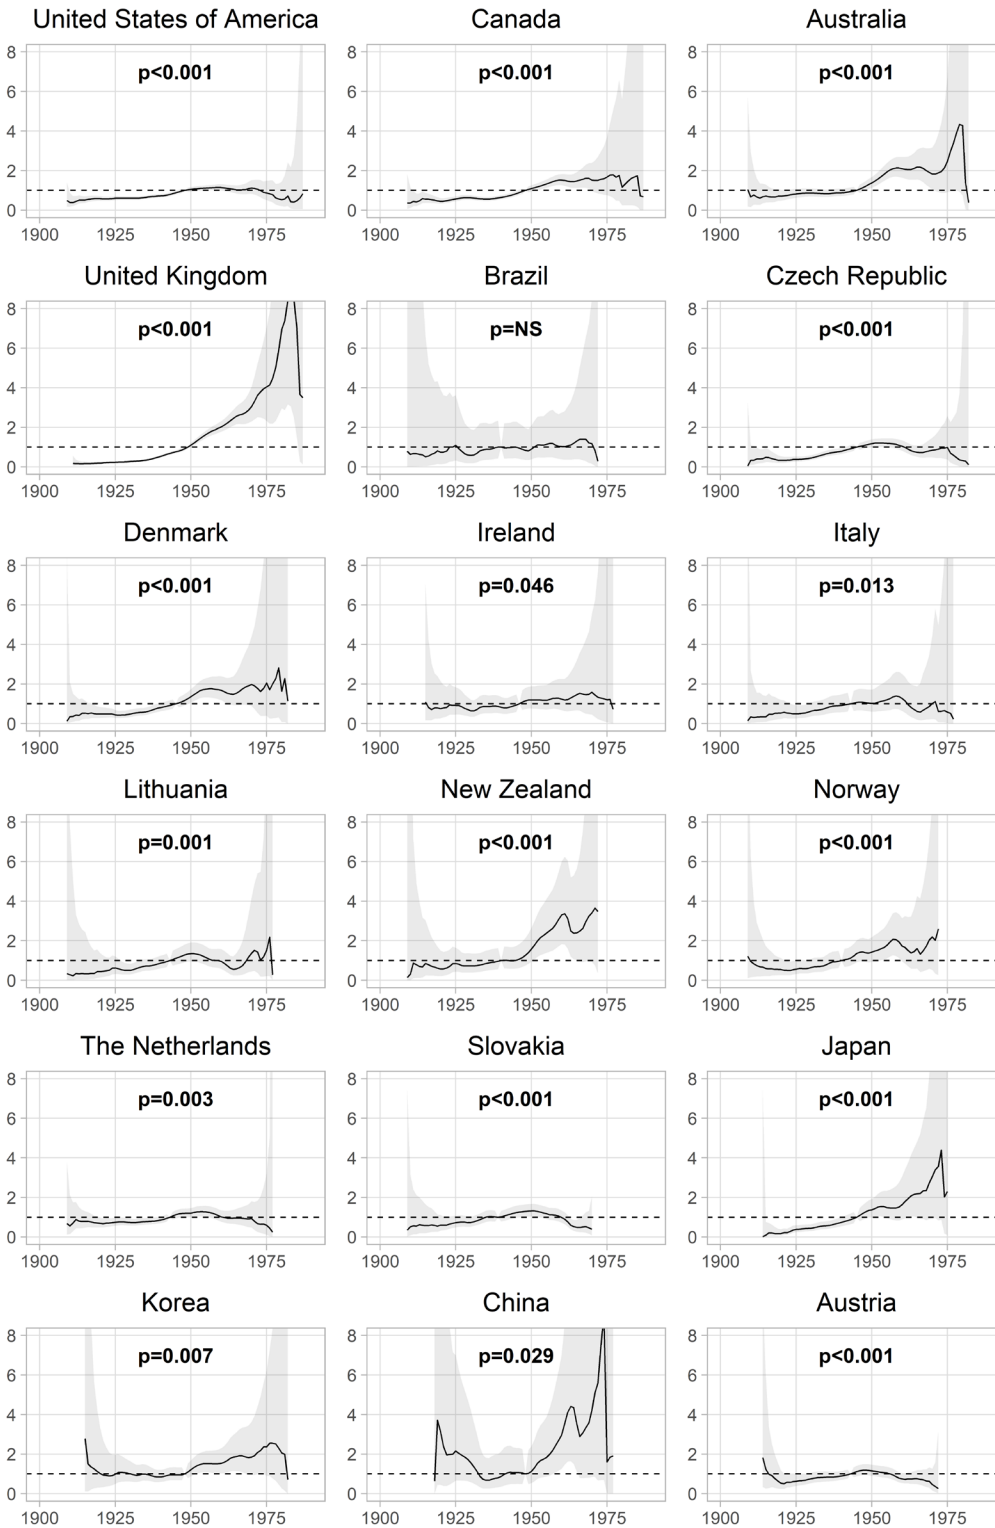 United States of America Canada Australia
8 8 8
p<0.001 p<0.001 p<0.001
6 6 6
4 4 4
2 2 2
0 0 0
1900 1925 1950 1975 1900 1925 1950 1975 1900 1925 1950 1975
United Kingdom Brazil Czech Republic
8 8 8
p<0.001 p=NS p<0.001
6 6 6
4 4 4
2 2 2
0 0 0
1900 1925 1950 1975 1900 1925 1950 1975 1900 1925 1950 1975
Denmark Ireland Italy
8 8 8
p<0.001 p=0.046 p=0.013
6 6 6
4 4 4
2 2 2
0 0 0
1900 1925 1950 1975 1900 1925 1950 1975 1900 1925 1950 1975
Lithuania New Zealand Norway
8 8 8
p=0.001 p<0.001 p<0.001
6 6 6
4 4 4
2 2 2
0 0 0
1900 1925 1950 1975 1900 1925 1950 1975 1900 1925 1950 1975
The Netherlands Slovakia Japan
8 8 8
p=0.003 p<0.001 p<0.001
6 6 6
4 4 4
2 2 2
0 0 0
1900 1925 1950 1975 1900 1925 1950 1975 1900 1925 1950 1975
Korea China Austria
8 8 8
p=0.007 p=0.029 p<0.001
6 6 6
4 4 4
2 2 2
0 0 0
1900 1925 1950 1975 1900 1925 1950 1975 1900 1925 1950 1975